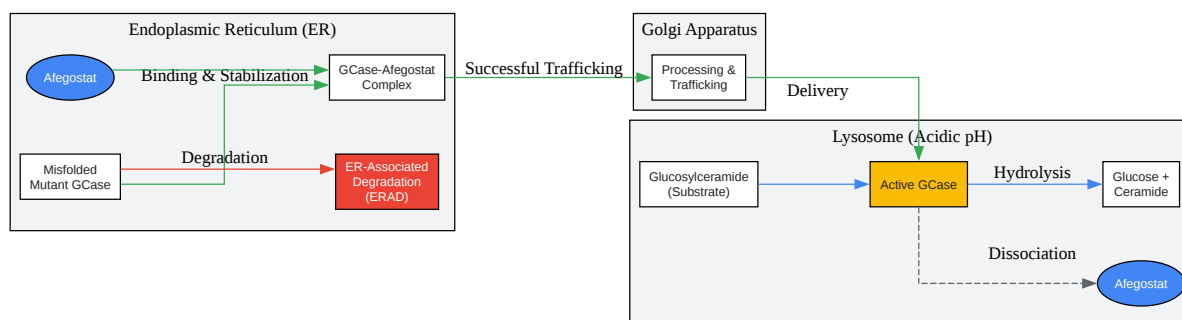 Endoplasmic Reticulum (ER)
Afegostat
Binding & Stabilization
GCase-Afegostat
Complex
Misfolded
Mutant GCase
Degradation
ER-Associated
Degradation
(ERAD)
Successful Trafficking
Golgi Apparatus
Processing &
Trafficking
Delivery
Lysosome (Acidic pH)
Glucosylceramide
(Substrate)
Active GCase
Hydrolysis
Glucose +
Ceramide
Dissociation
Afegostat